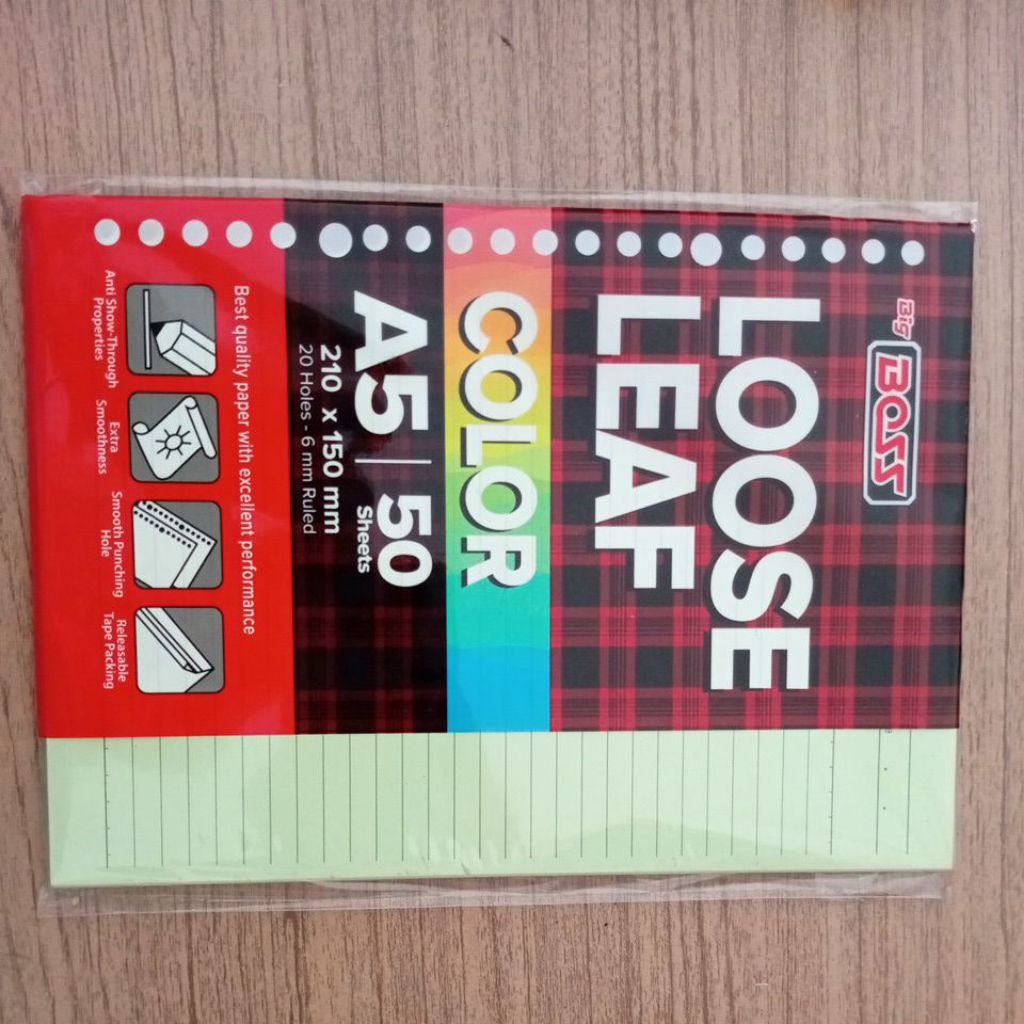 Big
BOSS
LOOSE
LEAF
COLOR
A5 | 50
Sheets
210 x 150 mm
20 Holes - 6 mm Ruled
Best quality paper with excellent performance
Anti Show-Through
Properties
Extra
Smoothness
Smooth Punching
Hole
Releasable
Tape Packing